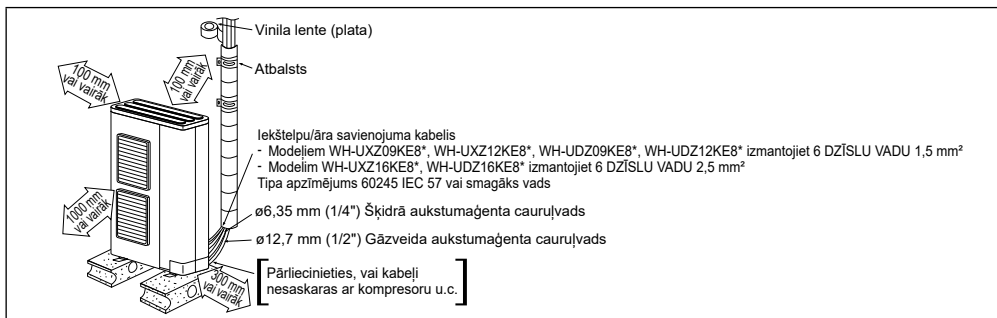 Vinila lente (plata)
Atbalsts
100 mm
vai vairāk
100 mm
vai vairāk
Iekštelpu/āra savienojuma kabelis
- Modeļiem WH-UXZ09KE8*, WH-UXZ12KE8*, WH-UDZ09KE8*, WH-UDZ12KE8* izmantojiet 6 DZĪSLU VADU 1,5 mm²
- Modelim WH-UXZ16KE8*, WH-UDZ16KE8* izmantojiet 6 DZĪSLU VADU 2,5 mm²
Tipa apzīmējums 60245 IEC 57 vai smagāks vads
1000 mm
vai vairāk
ø6,35 mm (1/4") Šķidrā aukstumaģenta cauruļvads
ø12,7 mm (1/2") Gāzveida aukstumaģenta cauruļvads
Pārliecinieties, vai kabeļi
nesaskaras ar kompresoru u.c.
300 mm
vai vairāk